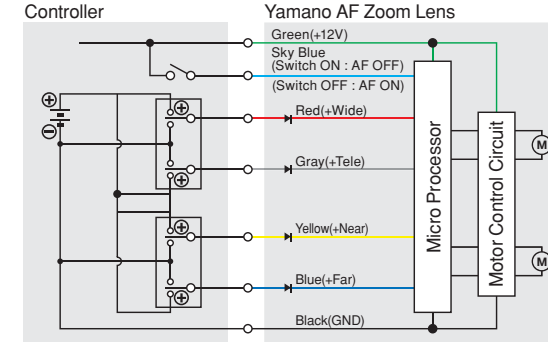 Controller
Yamano AF Zoom Lens
Green(+12V)
Sky Blue
(Switch ON : AF OFF)
(Switch OFF : AF ON)
Red(+Wide)
Gray(+Tele)
Yellow(+Near)
Blue(+Far)
Black(GND)
Micro Processor
Motor Control Circuit
M
M